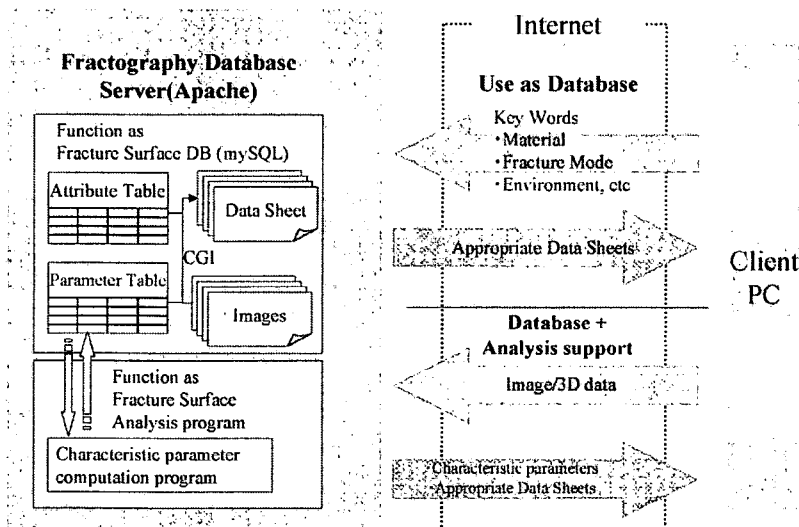 Fractography Database
Server(Apache)
Function as
Fracture Surface DB (mySQL)
Attribute Table
Data Sheet
CGI
Parameter Table
Images
Function as
Fracture Surface
Analysis program
Characteristic parameter
computation program
Internet
Use as Database
Key Words
・Material
・Fracture Mode
・Environment, etc
Appropriate Data Sheets
Database +
Analysis support
Image/3D data
Characteristic parameters
Appropriate Data Sheets
Client
PC